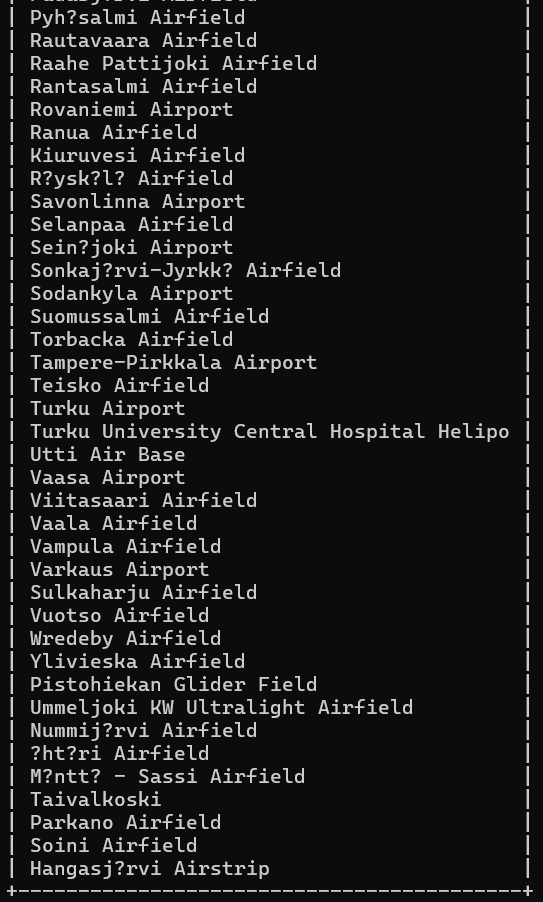 | Pyh?salmi Airfield |
| Rautavaara Airfield |
| Raahe Pattijoki Airfield |
| Rantasalmi Airfield |
| Rovaniemi Airport |
| Ranua Airfield |
| Kiuruvesi Airfield |
| R?ysk?l? Airfield |
| Savonlinna Airport |
| Selanpaa Airfield |
| Sein?joki Airport |
| Sonkaj?rvi-Jyrkk? Airfield |
| Sodankyla Airport |
| Suomussalmi Airfield |
| Torbacka Airfield |
| Tampere-Pirkkala Airport |
| Teisko Airfield |
| Turku Airport |
| Turku University Central Hospital Helipo |
| Utti Air Base |
| Vaasa Airport |
| Viitasaari Airfield |
| Vaala Airfield |
| Vampula Airfield |
| Varkaus Airport |
| Sulkaharju Airfield |
| Vuotso Airfield |
| Wredeby Airfield |
| Ylivieska Airfield |
| Pistohiekan Glider Field |
| Ummeljoki KW Ultralight Airfield |
| Nummij?rvi Airfield |
| ?ht?ri Airfield |
| M?ntt? - Sassi Airfield |
| Taivalkoski |
| Parkano Airfield |
| Soini Airfield |
| Hangasj?rvi Airstrip |
+------------------------------------------+